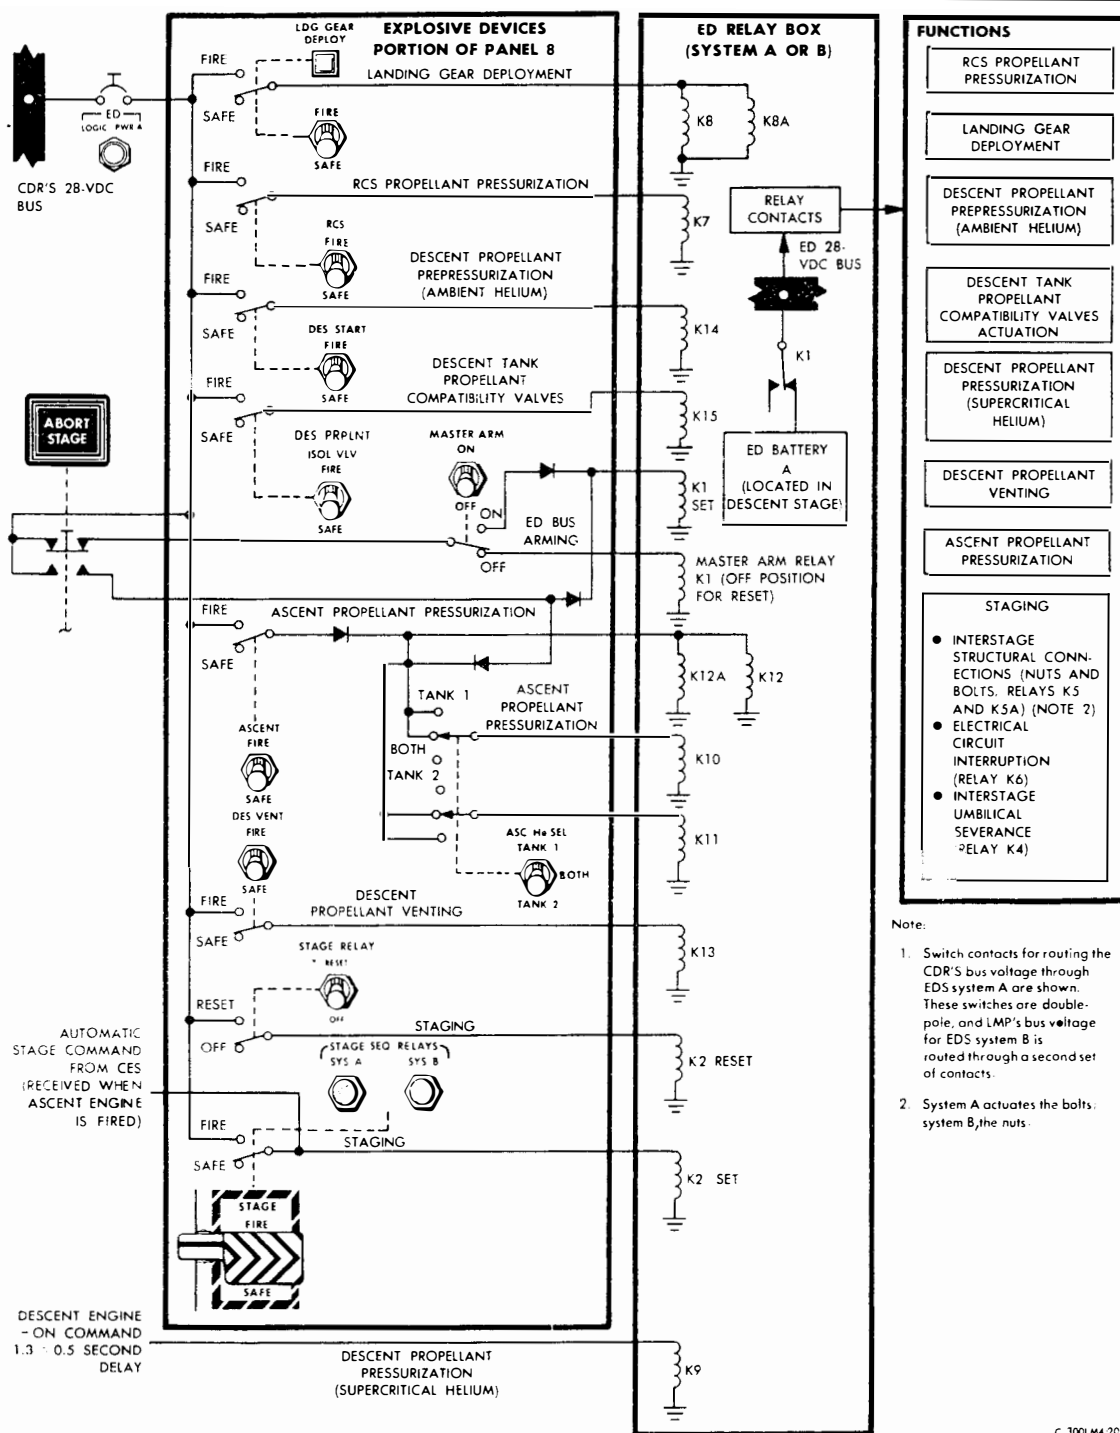 EXPLOSIVE DEVICES
PORTION OF PANEL 8
ED RELAY BOX
(SYSTEM A OR B)
FUNCTIONS
LDG GEAR
DEPLOY
FIRE
LANDING GEAR DEPLOYMENT
SAFE
FIRE
SAFE
ED
LOGIC PWR A
CDR'S 28-VDC
BUS
K8
K8A
FIRE
RCS PROPELLANT PRESSURIZATION
SAFE
RCS
FIRE
SAFE
K7
RELAY
CONTACTS
ED 28-
VDC BUS
K1
ED BATTERY
A
(LOCATED IN
DESCENT STAGE)
FIRE
DESCENT PROPELLANT
PREPRESSURIZATION
(AMBIENT HELIUM)
SAFE
DES START
FIRE
SAFE
K14
FIRE
DESCENT TANK
PROPELLANT
COMPATIBILITY VALVES
SAFE
DES PRPLNT
ISOL VLV
FIRE
SAFE
K15
ABORT
STAGE
MASTER ARM
ON
OFF
ON
ED BUS
ARMING
OFF
K1
SET
MASTER ARM RELAY
K1 (OFF POSITION
FOR RESET)
FIRE
ASCENT PROPELLANT PRESSURIZATION
SAFE
K12A
K12
ASCENT
FIRE
SAFE
TANK 1
ASCENT
PROPELLANT
PRESSURIZATION
BOTH
TANK 2
K10
K11
ASC He SEL
TANK 1
BOTH
TANK 2
DES VENT
FIRE
SAFE
FIRE
DESCENT
PROPELLANT VENTING
SAFE
K13
STAGE RELAY
RESET
OFF
RESET
STAGING
OFF
K2 RESET
STAGE SEQ RELAYS
SYS A
SYS B
AUTOMATIC
STAGE COMMAND
FROM CES
(RECEIVED WHEN
ASCENT ENGINE
IS FIRED)
FIRE
STAGING
SAFE
K2 SET
STAGE
FIRE
SAFE
DESCENT ENGINE
-ON COMMAND
1.3 0.5 SECOND
DELAY
DESCENT PROPELLANT
PRESSURIZATION
(SUPERCRITICAL HELIUM)
K9
RCS PROPELLANT
PRESSURIZATION
LANDING GEAR
DEPLOYMENT
DESCENT PROPELLANT
PREPRESSURIZATION
(AMBIENT HELIUM)
DESCENT TANK
PROPELLANT
COMPATIBILITY VALVES
ACTUATION
DESCENT PROPELLANT
PRESSURIZATION
(SUPERCRITICAL
HELIUM)
DESCENT PROPELLANT
VENTING
ASCENT PROPELLANT
PRESSURIZATION
STAGING
● INTERSTAGE
STRUCTURAL CONN-
ECTIONS (NUTS AND
BOLTS, RELAYS K5
AND K5A) (NOTE 2)
● ELECTRICAL
CIRCUIT
INTERRUPTION
(RELAY K6)
● INTERSTAGE
UMBILICAL
SEVERANCE
RELAY K4)
Note:
1. Switch contacts for routing the
CDR'S bus voltage through
EDS system A are shown.
These switches are double-
pole, and LMP's bus voltage
for EDS system B is
routed through a second set
of contacts.
2. System A actuates the bolts;
system B, the nuts.